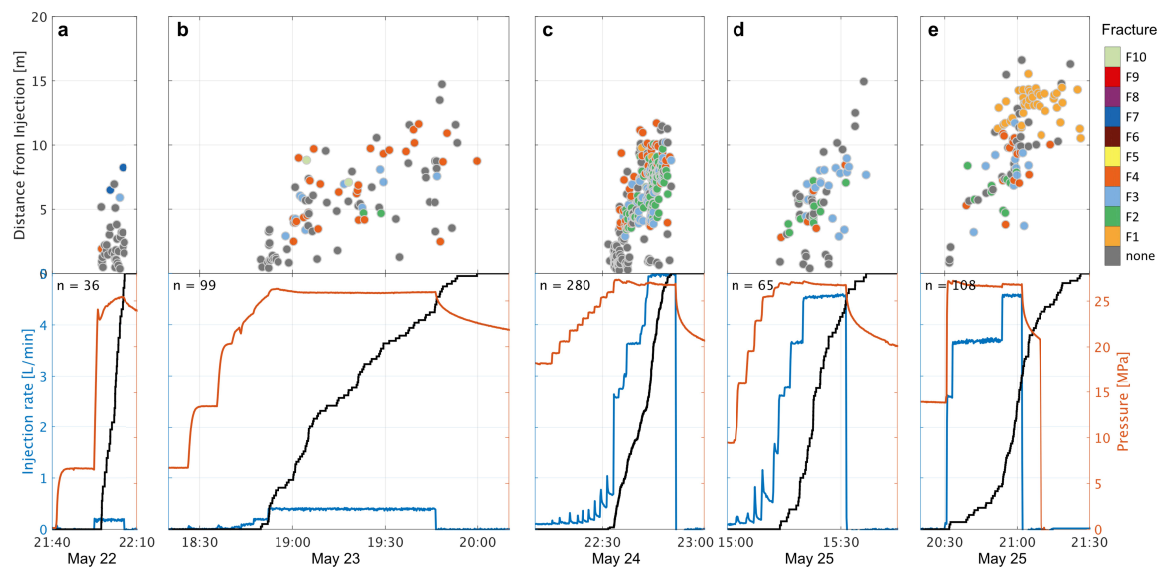 a
b
c
d
e
Fracture
F10
F9
F8
F7
F6
F5
F4
F3
F2
F1
none
Distance from Injection [m]
20
15
10
5
0
n = 36
n = 99
n = 280
n = 65
n = 108
Injection rate [L/min]
5
4
3
2
1
0
Pressure [MPa]
25
20
15
10
5
0
21:40 22:10
18:30 19:00 19:30 20:00
22:30 23:00
15:00 15:30
20:30 21:00 21:30
May 22
May 23
May 24
May 25
May 25